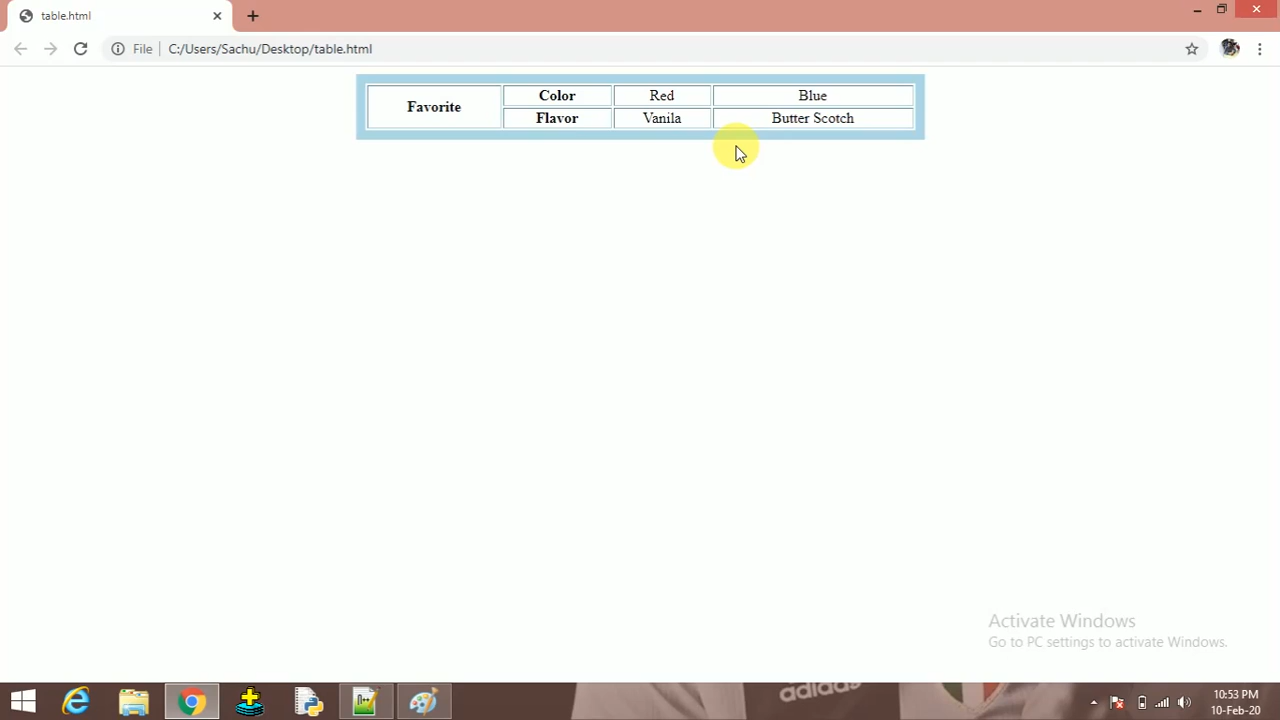 table.html
File C:/Users/Sachu/Desktop/table.html
Favorite
Color Red Blue
Flavor Vanila Butter Scotch
Activate Windows
Go to PC settings to activate Windows.
adidas
10:53 PM
10-Feb-20